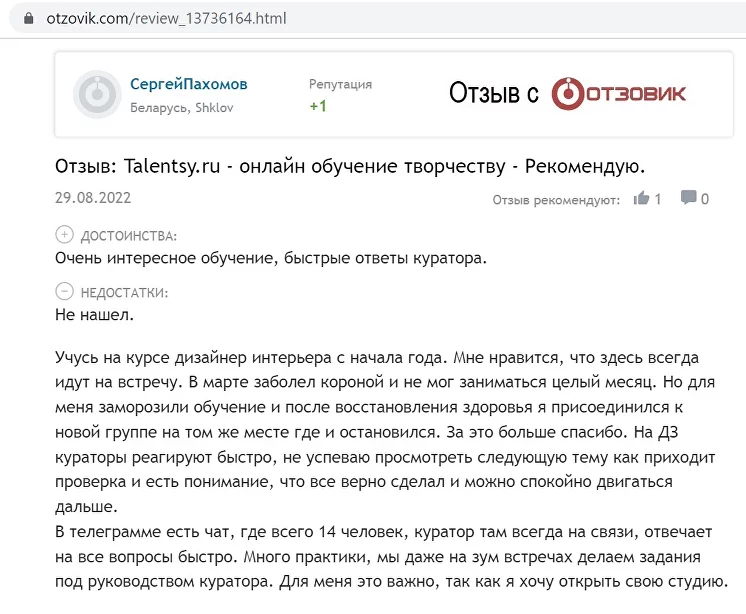 otzovik.com/review_13736164.html
СергейПахомов
Репутация
Отзыв с ОТЗОВИК
Беларусь, Shklov
+1
Отзыв: Talentsy.ru - онлайн обучение творчеству - Рекомендую.
29.08.2022
Отзыв рекомендуют: 1 0
ДОСТОИНСТВА:
Очень интересное обучение, быстрые ответы куратора.
НЕДОСТАТКИ:
Не нашел.
Учусь на курсе дизайнер интерьера с начала года. Мне нравится, что здесь всегда
идут на встречу. В марте заболел короной и не мог заниматься целый месяц. Но для
меня заморозили обучение и после восстановления здоровья я присоединился к
новой группе на том же месте где и остановился. За это больше спасибо. На ДЗ
кураторы реагируют быстро, не успеваю просмотреть следующую тему как приходит
проверка и есть понимание, что все верно сделал и можно спокойно двигаться
дальше.
В телеграмме есть чат, где всего 14 человек, куратор там всегда на связи, отвечает
на все вопросы быстро. Много практики, мы даже на зум встречах делаем задания
под руководством куратора. Для меня это важно, так как я хочу открыть свою студию.